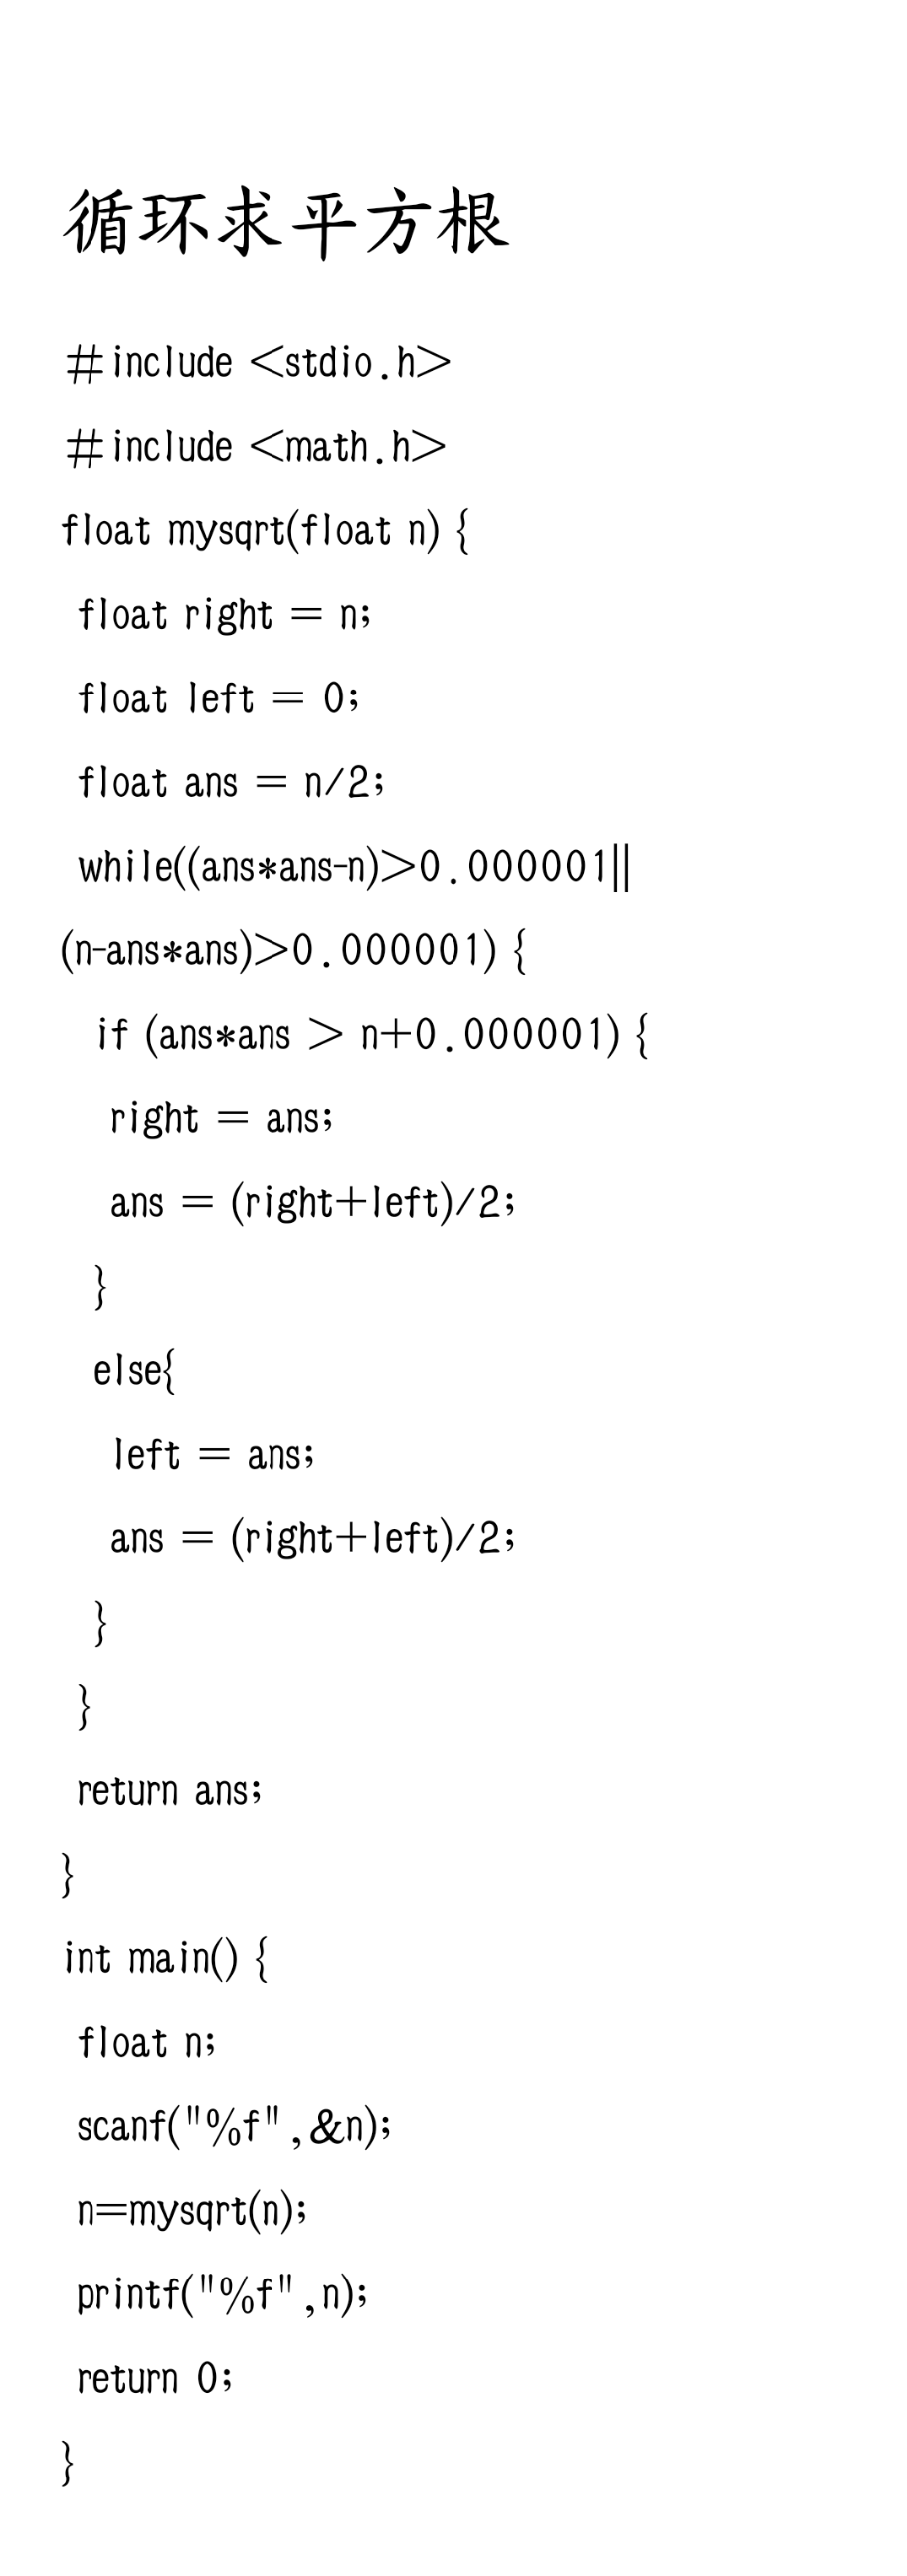 循环求平方根
#include <stdio.h>
#include <math.h>
float mysqrt(float n) {
float right = n;
float left = 0;
float ans = n/2;
while((ans*ans-n)>0.000001||
(n-ans*ans)>0.000001) {
if (ans*ans > n+0.000001) {
right = ans;
ans = (right+left)/2;
}
else{
left = ans;
ans = (right+left)/2;
}
}
return ans;
}
int main() {
float n;
scanf("%f",&n);
n=mysqrt(n);
printf("%f",n);
return 0;
}